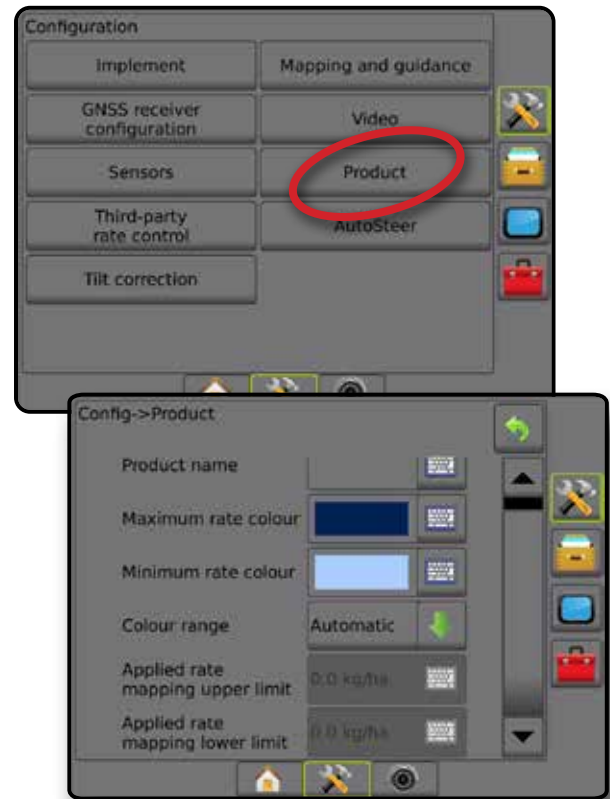 Configuration
Implement
Mapping and guidance
GNSS receiver
configuration
Video
Sensors
Product
Third-party
rate control
AutoSteer
Tilt correction
Config->Product
Product name
Maximum rate colour
Minimum rate colour
Colour range
Automatic
Applied rate
mapping upper limit
0.0 kg/ha
Applied rate
mapping lower limit
0.0 kg/ha